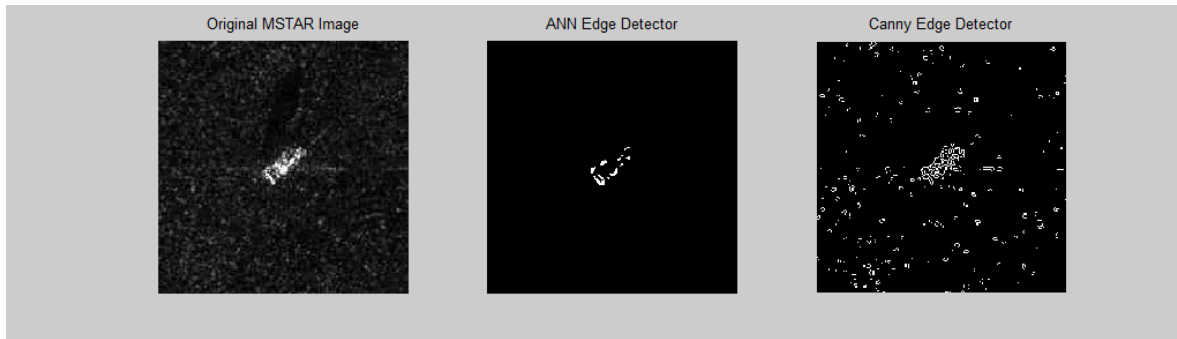 Original MSTAR Image
ANN Edge Detector
Canny Edge Detector